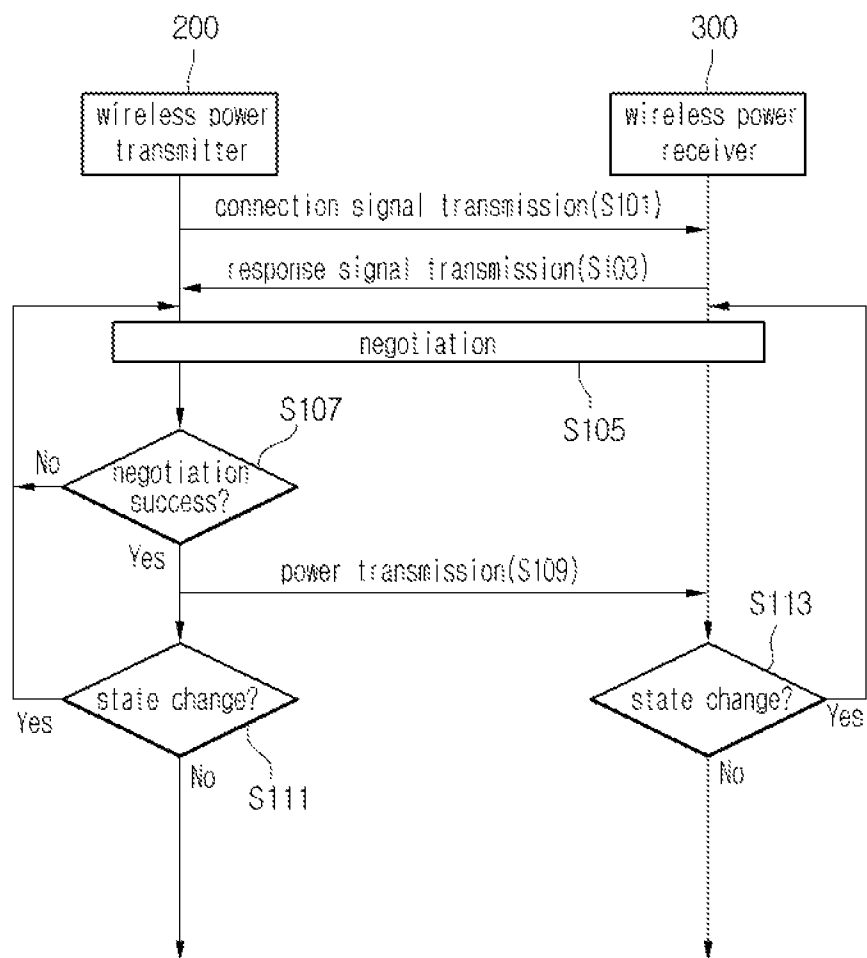 200
300
wireless power
transmitter
wireless power
receiver
connection signal transmission(S101)
response signal transmission(S103)
negotiation
S105
S107
No
negotiation
success?
Yes
power transmission(S109)
S113
state change?
Yes
No
S111
state change?
Yes
No